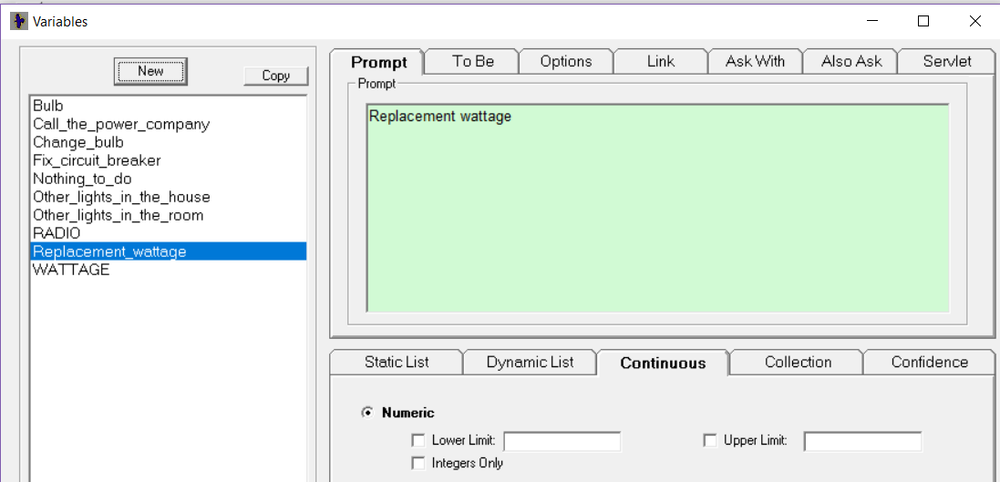 Variables
New
Copy
Bulb
Call_the_power_company
Change_bulb
Fix_circuit_breaker
Nothing_to_do
Other_lights_in_the_house
Other_lights_in_the_room
RADIO
Replacement_wattage
WATTAGE
Prompt To Be Options Link Ask With Also Ask Servlet
Prompt
Replacement wattage
Static List Dynamic List Continuous Collection Confidence
Numeric
Lower Limit: Upper Limit:
Integers Only